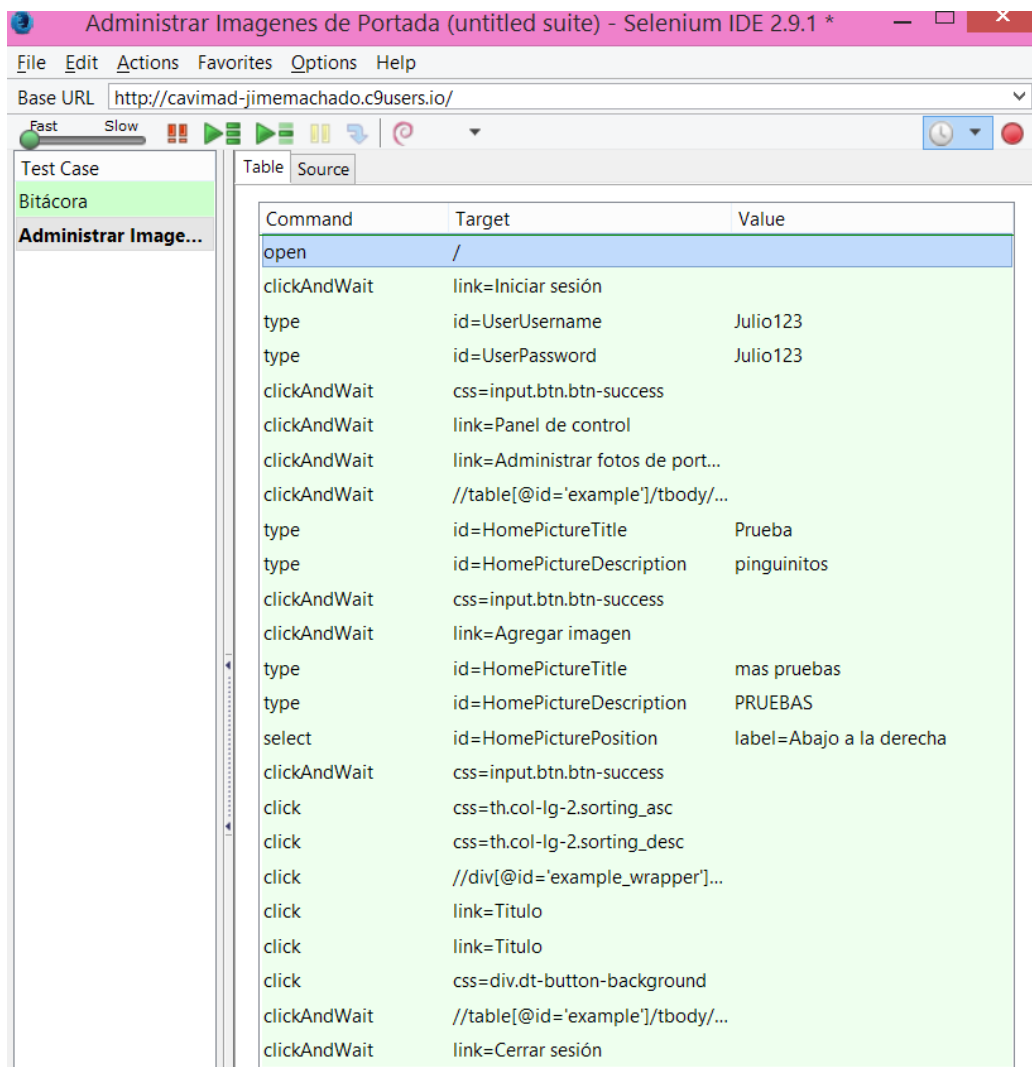 Administrar Imagenes de Portada (untitled suite) - Selenium IDE 2.9.1 *
File Edit Actions Favorites Options Help
Base URL http://cavimad-jimemachado.c9users.io/
Fast Slow
Test Case
Bitácora
Administrar Image...
Table Source
Command Target Value
open /
clickAndWait link=Iniciar sesión
type id=UserUsername Julio123
type id=UserPassword Julio123
clickAndWait css=input.btn.btn-success
clickAndWait link=Panel de control
clickAndWait link=Administrar fotos de port...
clickAndWait //table[@id='example']/tbody/...
type id=HomePictureTitle Prueba
type id=HomePictureDescription pinguinitos
clickAndWait css=input.btn.btn-success
clickAndWait link=Agregar imagen
type id=HomePictureTitle mas pruebas
type id=HomePictureDescription PRUEBAS
select id=HomePicturePosition label=Abajo a la derecha
clickAndWait css=input.btn.btn-success
click css=th.col-lg-2.sorting_asc
click css=th.col-lg-2.sorting_desc
click //div[@id='example_wrapper']...
click link=Titulo
click link=Titulo
click css=div.dt-button-background
clickAndWait //table[@id='example']/tbody/...
clickAndWait link=Cerrar sesión